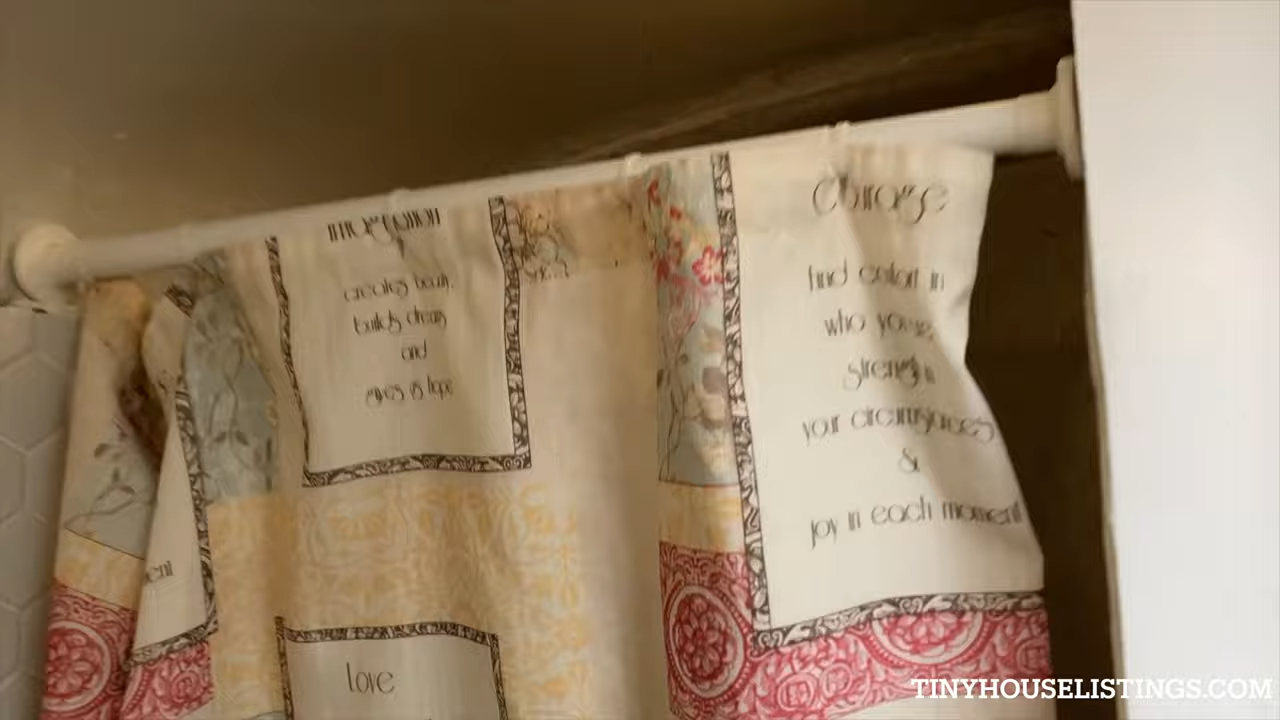 imagination
creates beauty,
builds dreams
and
gives us hope
Courage
find comfort in
who you are,
strength in
your circumstances
&
joy in each moment
love
TINYHOUSELISTINGS.COM